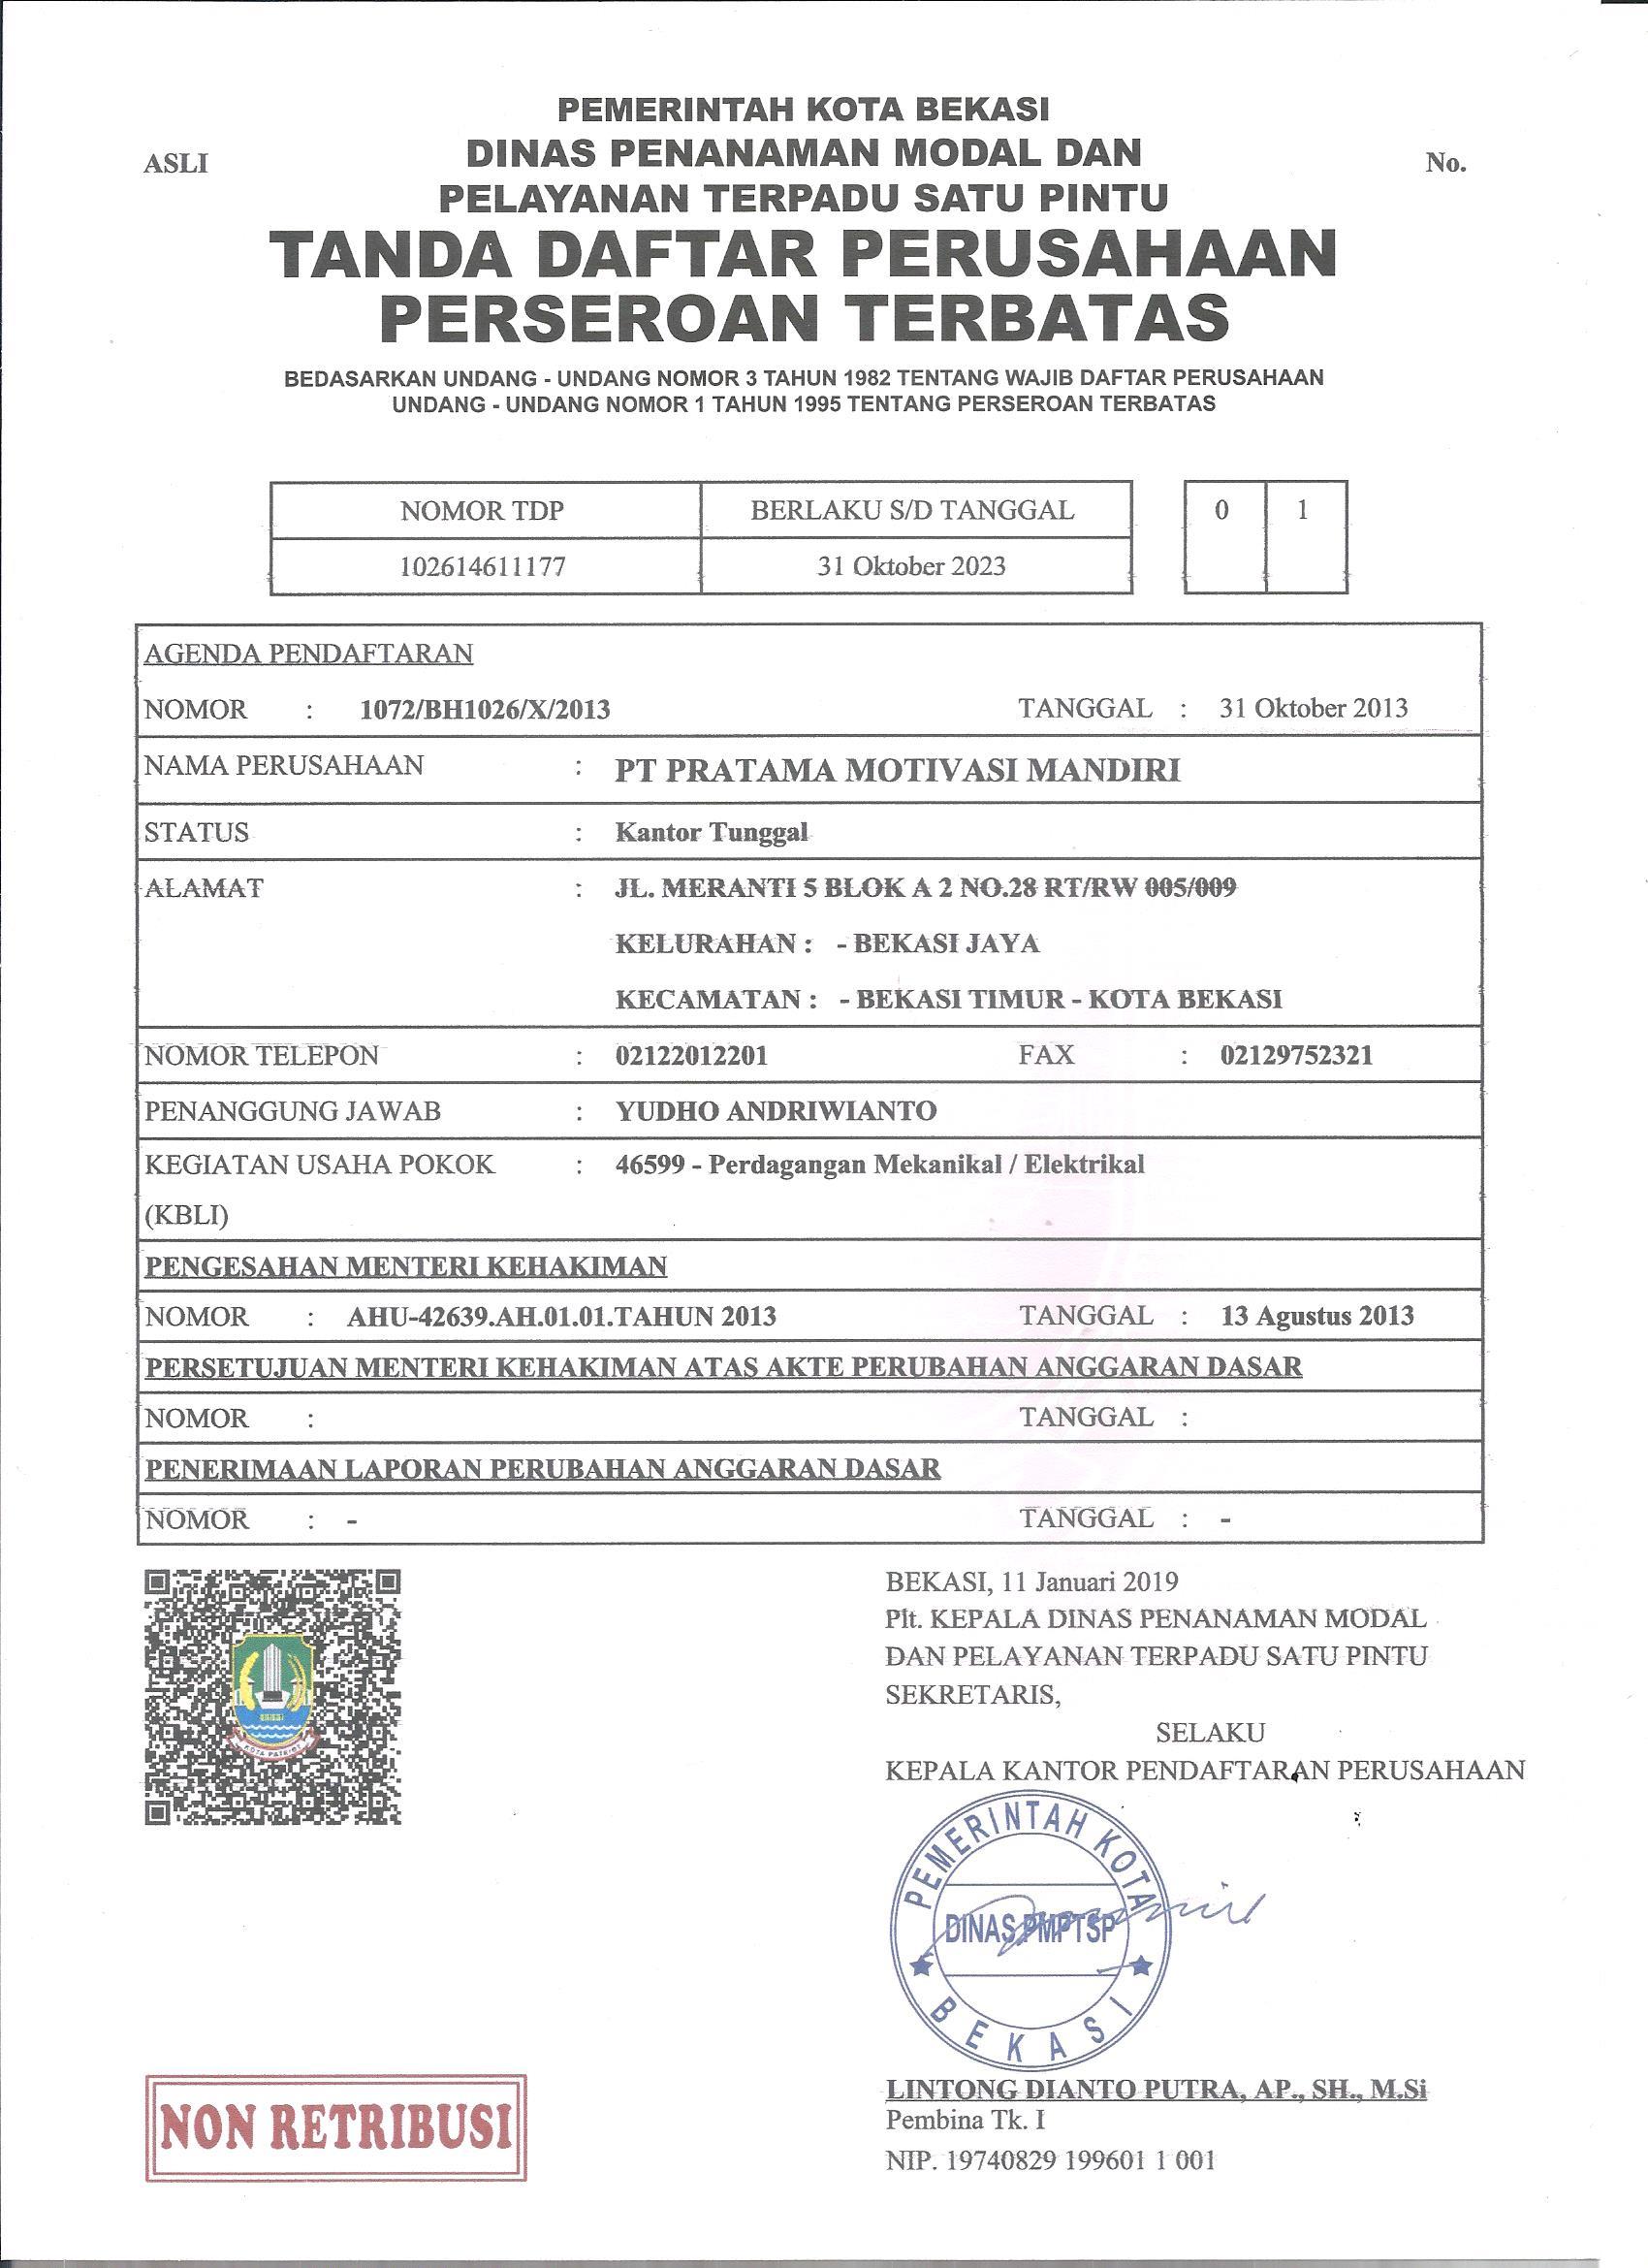 PEMERINTAH KOTA BEKASI
DINAS PENANAMAN MODAL DAN
ASLI No.
PELAYANAN TERPADU SATU PINTU
TANDA DAFTAR PERUSAHAAN
PERSEROAN TERBATAS
BEDASARKAN UNDANG - UNDANG NOMOR 3 TAHUN 1982 TENTANG WAJIB DAFTAR PERUSAHAAN
UNDANG - UNDANG NOMOR 1 TAHUN 1995 TENTANG PERSEROAN TERBATAS
NOMOR TDP BERLAKU S/D TANGGAL 0 1
102614611177 31 Oktober 2023
AGENDA PENDAFTARAN
NOMOR : 1072/BH1026/X/2013 TANGGAL : 31 Oktober 2013
NAMA PERUSAHAAN : PT PRATAMA MOTIVASI MANDIRI
STATUS : Kantor Tunggal
ALAMAT : JL. MERANTI 5 BLOK A 2 NO.28 RT/RW 005/009
KELURAHAN : - BEKASI JAYA
KECAMATAN : - BEKASI TIMUR - KOTA BEKASI
NOMOR TELEPON : 02122012201 FAX : 02129752321
PENANGGUNG JAWAB : YUDHO ANDRIWIANTO
KEGIATAN USAHA POKOK : 46599 - Perdagangan Mekanikal / Elektrikal
(KBLI)
PENGESAHAN MENTERI KEHAKIMAN
NOMOR : AHU-42639.AH.01.01.TAHUN 2013 TANGGAL : 13 Agustus 2013
PERSETUJUAN MENTERI KEHAKIMAN ATAS AKTE PERUBAHAN ANGGARAN DASAR
NOMOR : TANGGAL :
PENERIMAAN LAPORAN PERUBAHAN ANGGARAN DASAR
NOMOR : - TANGGAL : -
BEKASI, 11 Januari 2019
Plt. KEPALA DINAS PENANAMAN MODAL
DAN PELAYANAN TERPADU SATU PINTU
SEKRETARIS,
SELAKU
KEPALA KANTOR PENDAFTARAN PERUSAHAAN
KOTA PATRIOT
PEMERINTAH KOTA
DINAS PMPTSP
BEKASI
LINTONG DIANTO PUTRA, AP., SH., M.Si
Pembina Tk. I
NIP. 19740829 199601 1 001
NON RETRIBUSI